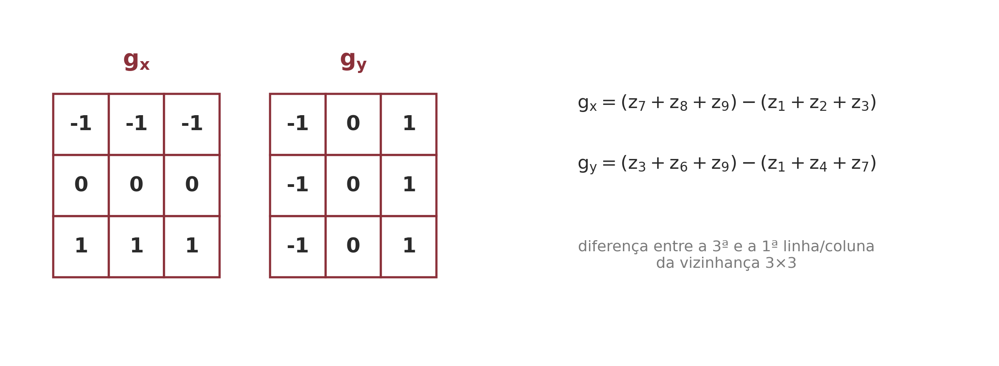 gₓ
gᵧ
-1 -1 -1
0 0 0
1 1 1
-1 0 1
-1 0 1
-1 0 1
gₓ = (z₇ + z₈ + z₉) − (z₁ + z₂ + z₃)
gᵧ = (z₃ + z₆ + z₉) − (z₁ + z₄ + z₇)
diferença entre a 3ª e a 1ª linha/coluna
da vizinhança 3×3